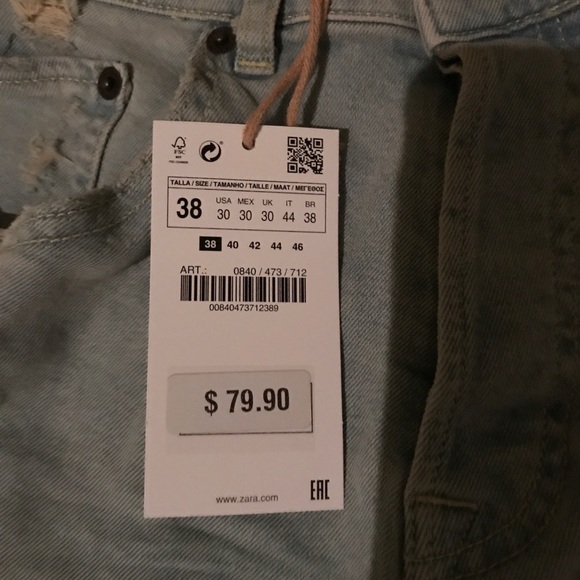 FSC
TALLA / SIZE / TAMANHO / TAILLE / MAAT / ΜΕΓΕΘΟΣ
38 USA 30 MEX 30 UK 30 IT 44 BR 38
38 40 42 44 46
ART.: 0840 / 473 / 712
00840473712389
$ 79.90
www.zara.com
EAC